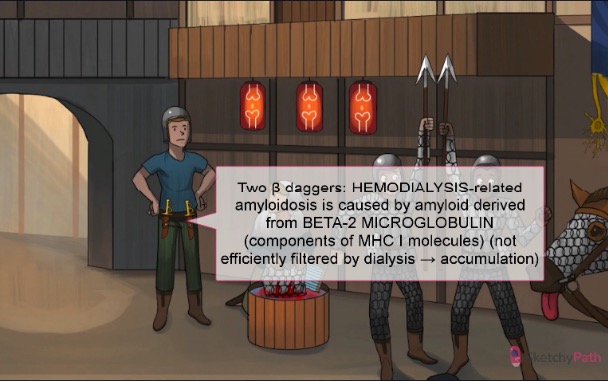 Two β daggers: HEMODIALYSIS-related
amyloidosis is caused by amyloid derived
from BETA-2 MICROGLOBULIN
(components of MHC I molecules) (not
efficiently filtered by dialysis → accumulation)
SketchyPath